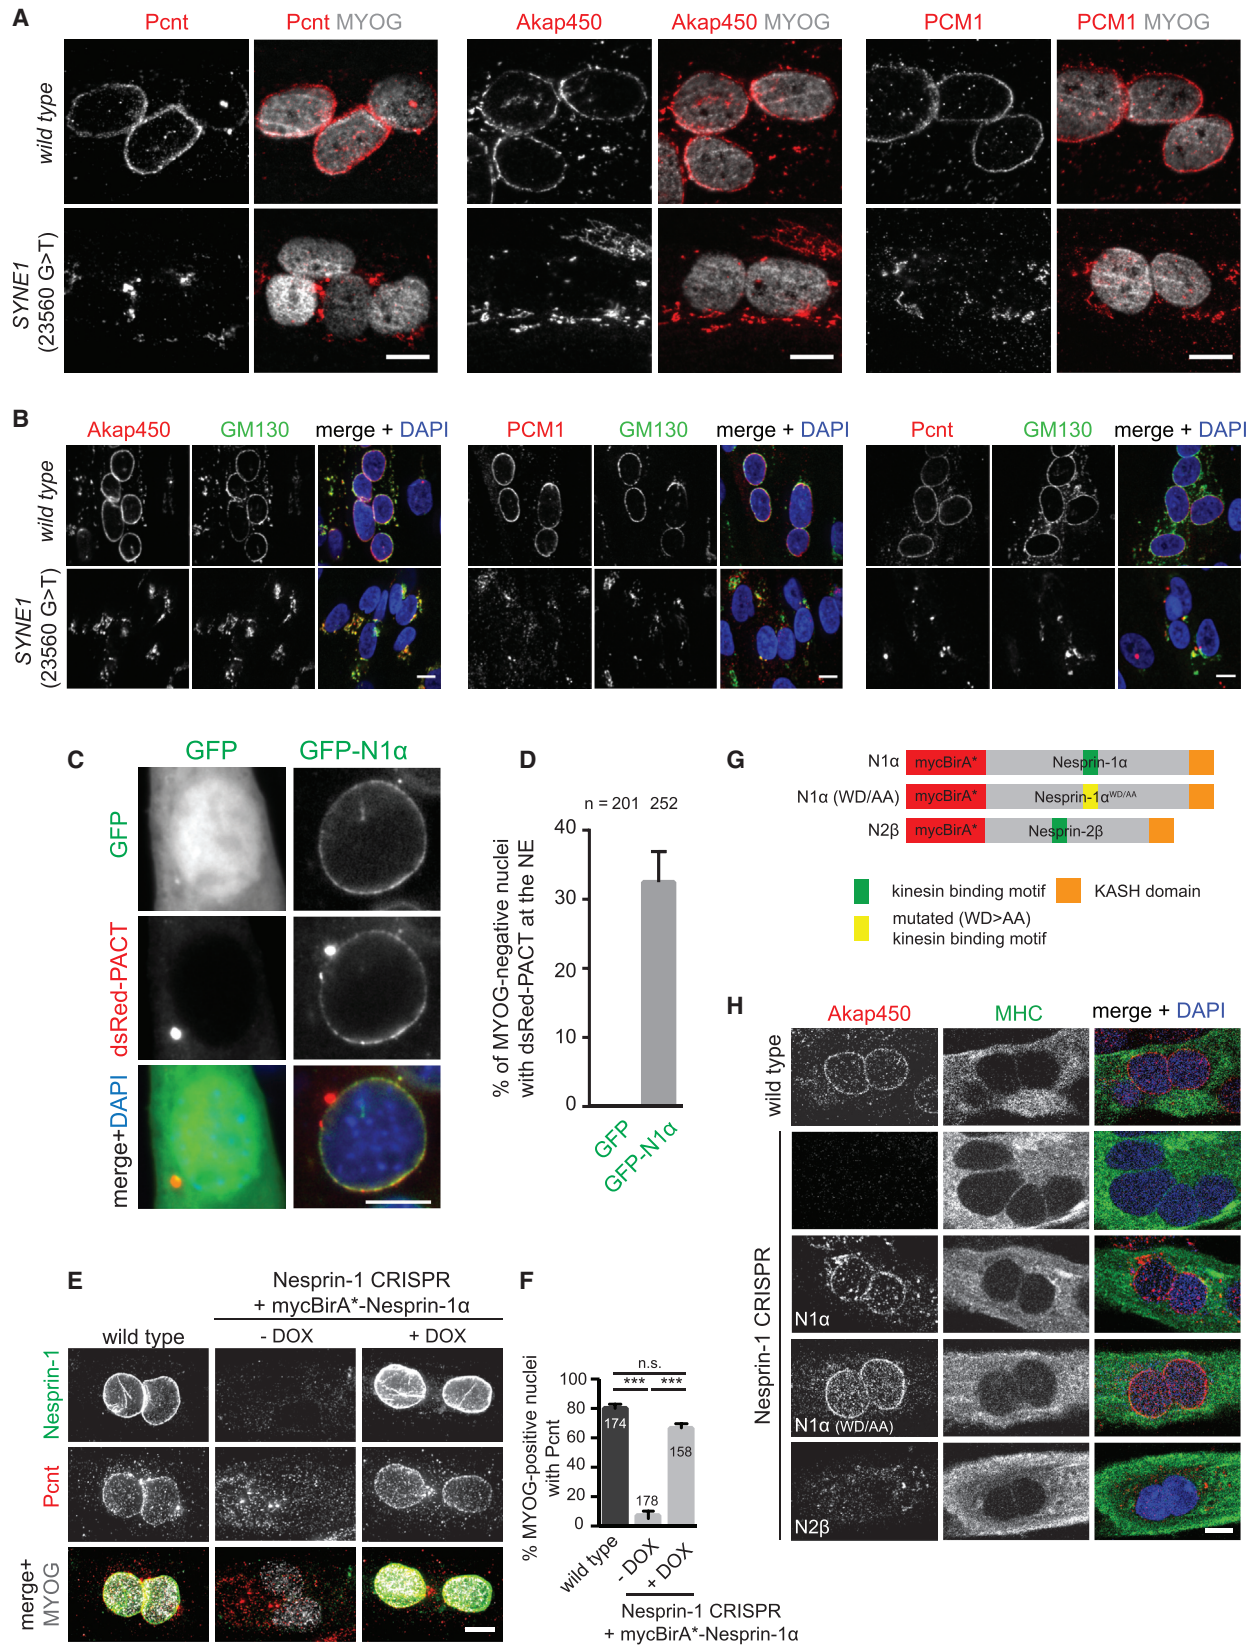 A
Pcnt
Pcnt MYOG
Akap450
Akap450 MYOG
PCM1
PCM1 MYOG
wild type
SYNE1
(23560 G>T)
B
Akap450
GM130
merge + DAPI
PCM1
GM130
merge + DAPI
Pcnt
GM130
merge + DAPI
wild type
SYNE1
(23560 G>T)
C
GFP
GFP-N1α
GFP
dsRed-PACT
merge+DAPI
D
n = 201 252
% of MYOG-negative nuclei
with dsRed-PACT at the NE
40
30
20
10
0
GFP
GFP-N1α
G
N1α
mycBirA*
Nesprin-1α
N1α (WD/AA)
mycBirA*
Nesprin-1αWD/AA
N2β
mycBirA*
Nesprin-2β
kinesin binding motif
KASH domain
mutated (WD>AA)
kinesin binding motif
H
Akap450
MHC
merge + DAPI
wild type
Nesprin-1 CRISPR
N1α
N1α (WD/AA)
N2β
E
Nesprin-1 CRISPR
+ mycBirA*-Nesprin-1α
wild type
- DOX
+ DOX
Nesprin-1
Pcnt
merge+
MYOG
F
% MYOG-positive nuclei
with Pcnt
n.s.
*** ***
100
80
60
40
20
0
174
178
158
wild type
- DOX
+ DOX
Nesprin-1 CRISPR
+ mycBirA*-Nesprin-1α